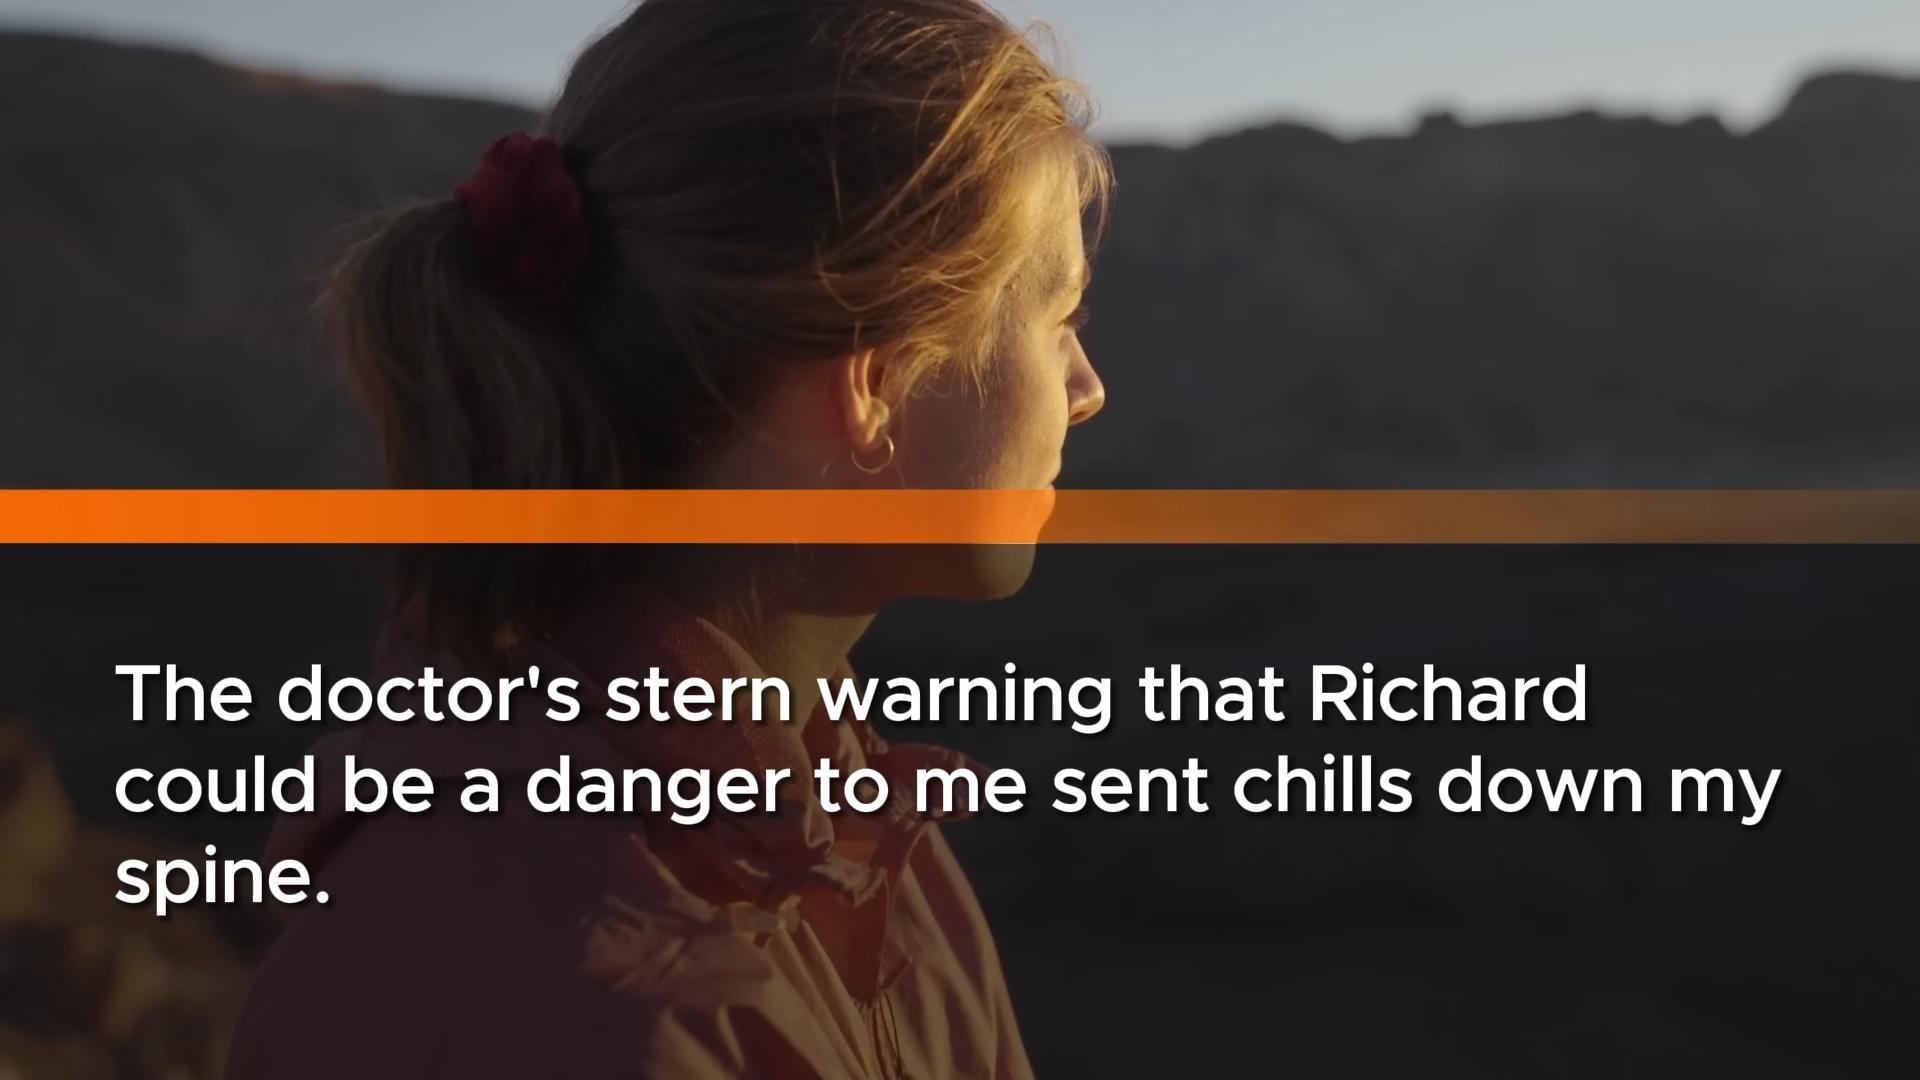 The doctor's stern warning that Richard
could be a danger to me sent chills down my
spine.